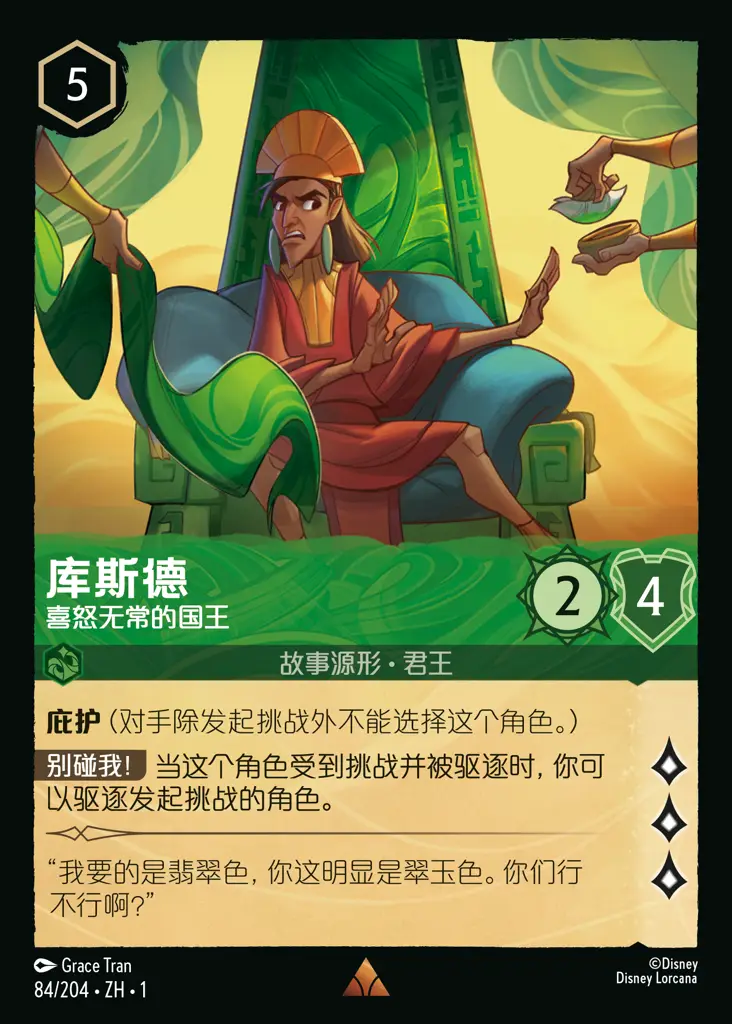 5
库斯德
喜怒无常的国王
2
4
故事源形 • 君王
庇护（对手除发起挑战外不能选择这个角色。）
别碰我！ 当这个角色受到挑战并被驱逐时，你可
以驱逐发起挑战的角色。
“我要的是翡翠色，你这明显是翠玉色。你们行
不行啊？”
Grace Tran
84/204 • ZH • 1
©Disney
Disney Lorcana